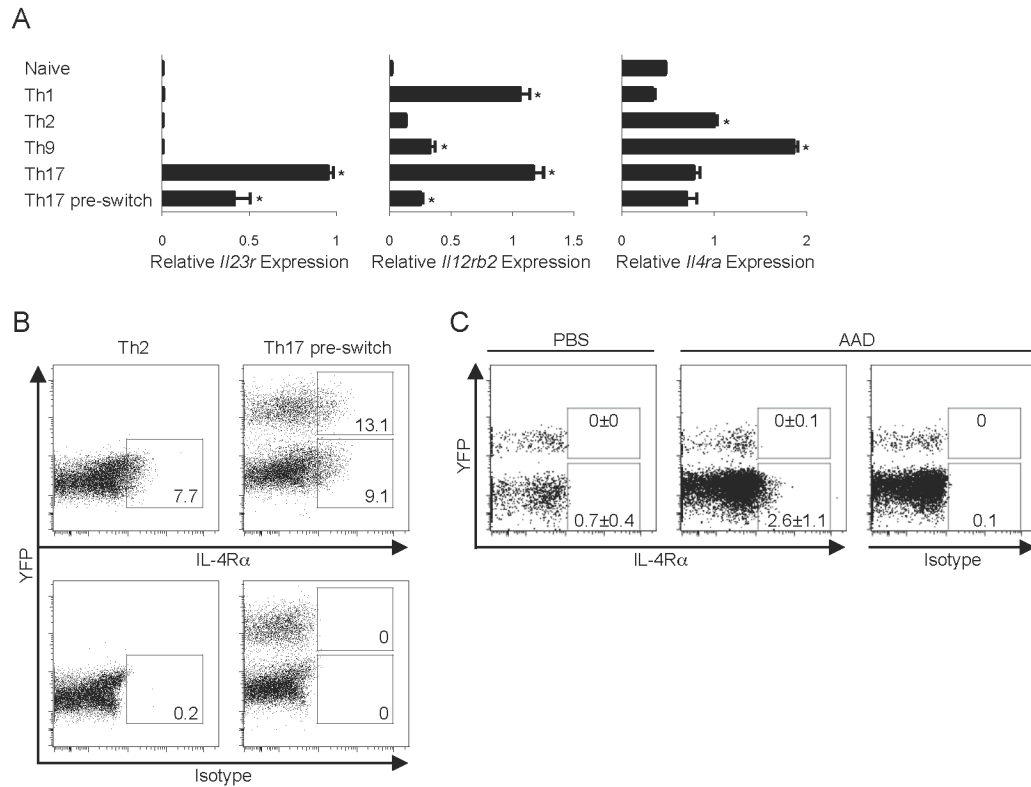 A
Naive
Th1
Th2
Th9
Th17
Th17 pre-switch
*
*
0 0.5 1
Relative Il23r Expression
*
*
*
*
0 0.5 1 1.5
Relative Il12rb2 Expression
*
*
0 1 2
Relative Il4ra Expression
B
Th2
Th17 pre-switch
7.7
13.1
9.1
YFP
IL-4Rα
0.2
0
0
Isotype
C
PBS
AAD
YFP
0±0
0.7±0.4
0±0.1
2.6±1.1
0
0.1
IL-4Rα
Isotype